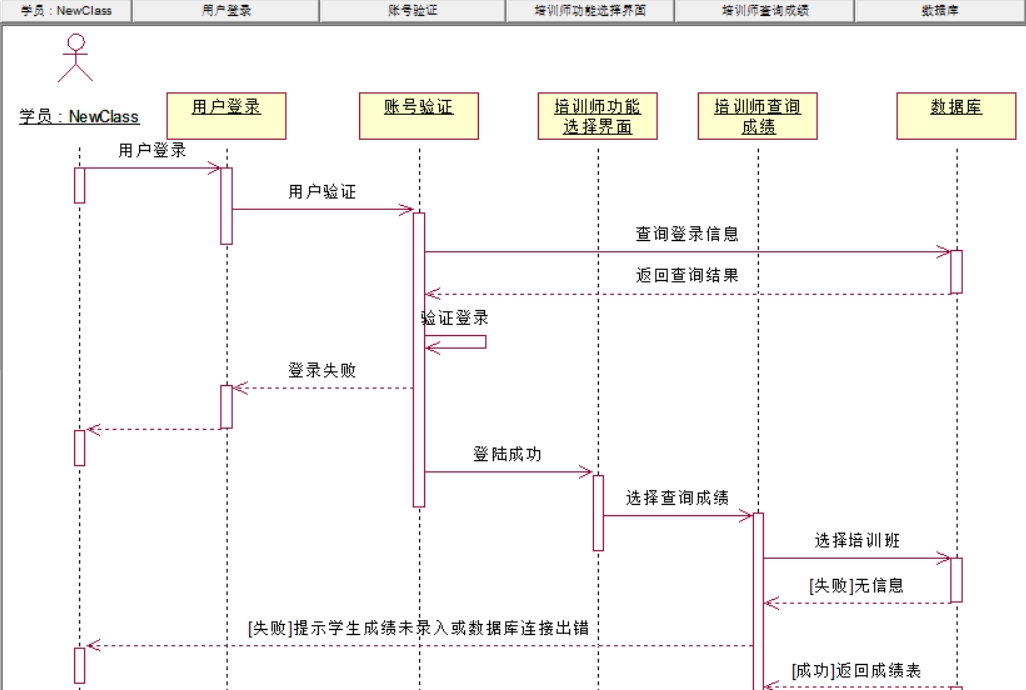 学员 : NewClass
用户登录
账号验证
培训师功能选择界面
培训师查询成绩
数据库
学员 : NewClass
用户登录
账号验证
培训师功能
选择界面
培训师查询
成绩
数据库
用户登录
用户验证
查询登录信息
返回查询结果
验证登录
登录失败
登陆成功
选择查询成绩
选择培训班
[失败]无信息
[失败]提示学生成绩未录入或数据库连接出错
[成功]返回成绩表